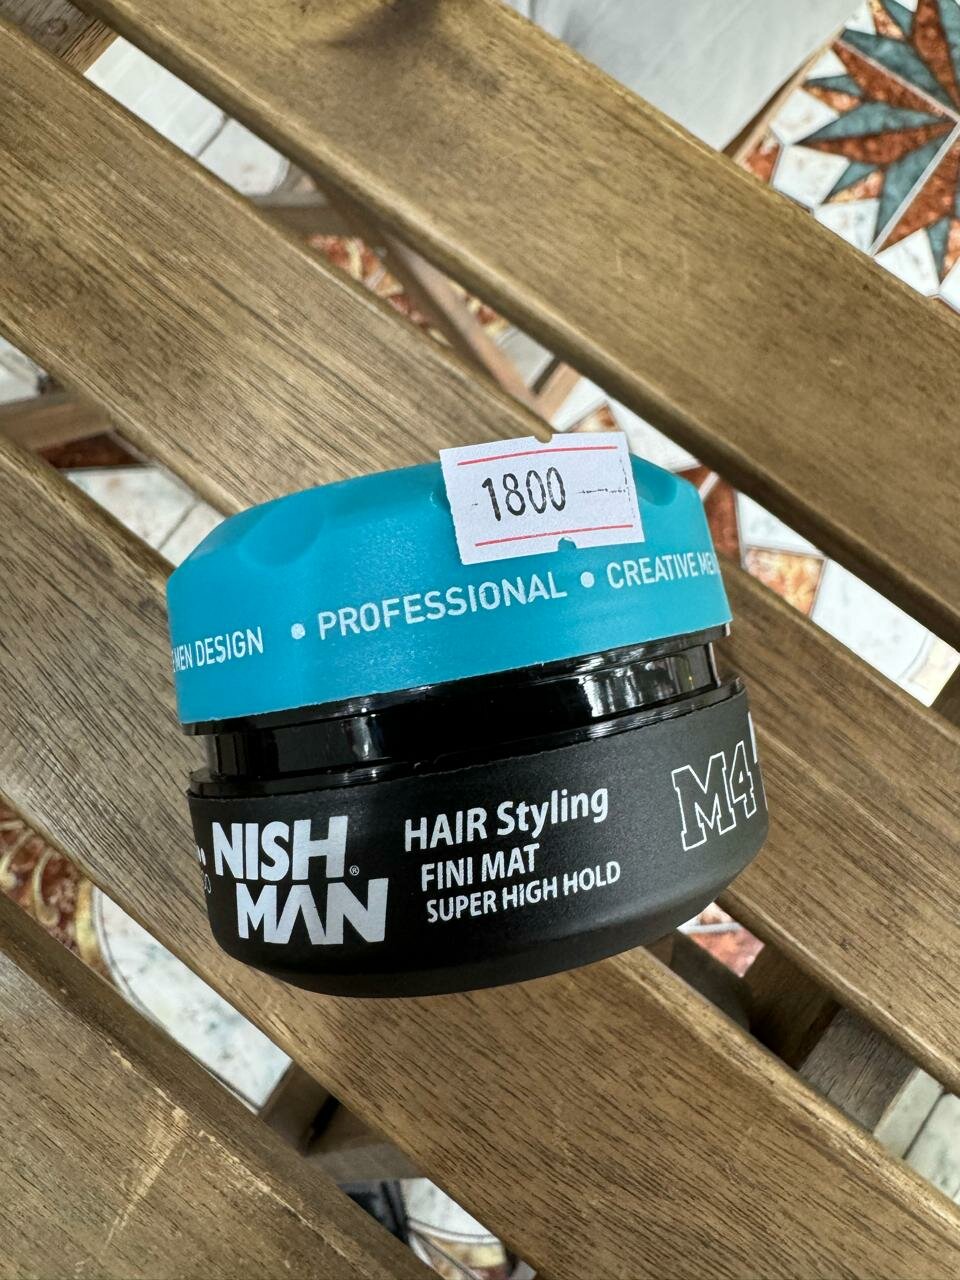 1800
MEN DESIGN • PROFESSIONAL • CREATIVE MEN
NISH
MAN®
HAIR Styling
FINI MAT
SUPER HIGH HOLD
M4